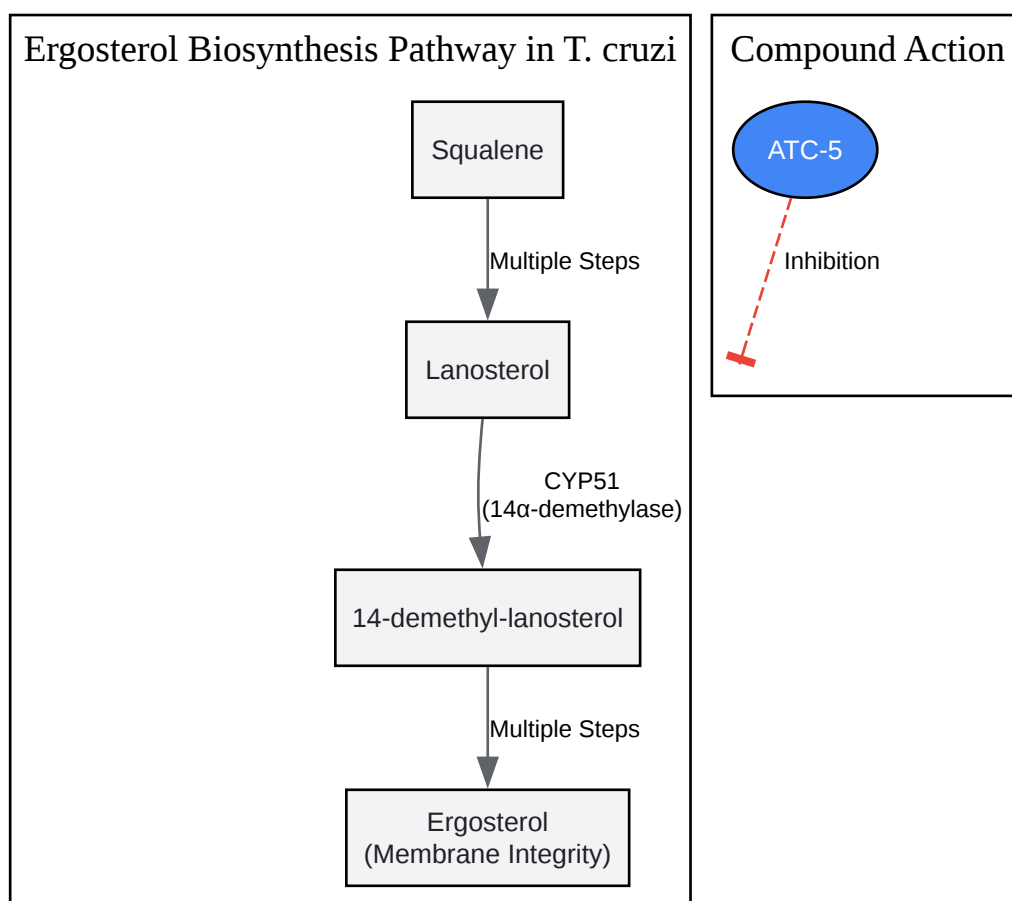 Ergosterol Biosynthesis Pathway in T. cruzi
Squalene
Multiple Steps
Lanosterol
CYP51
(14α-demethylase)
14-demethyl-lanosterol
Multiple Steps
Ergosterol
(Membrane Integrity)
Compound Action
ATC-5
Inhibition